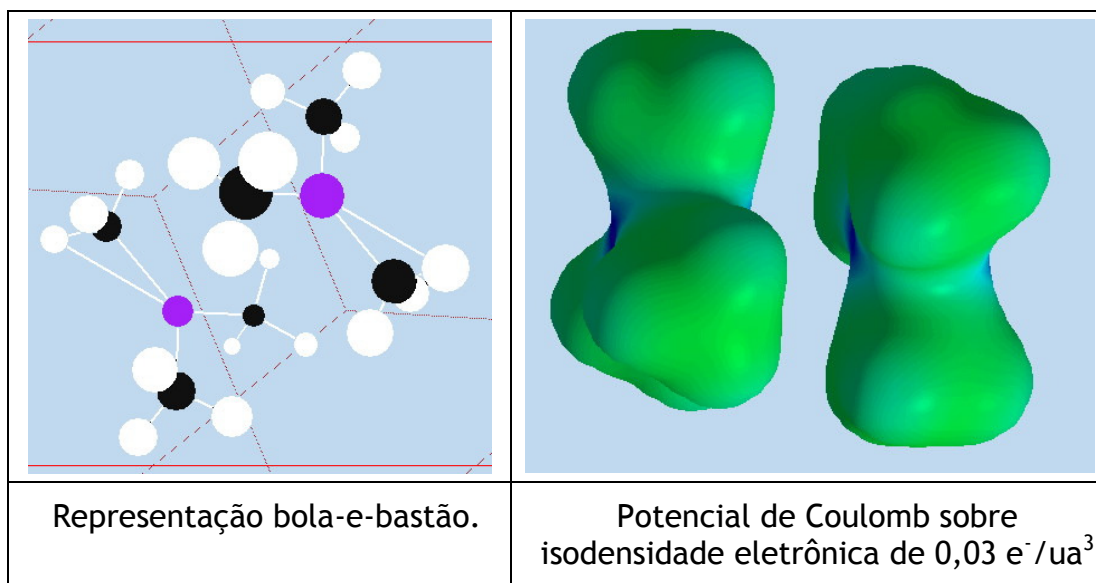 Representação bola-e-bastão.
Potencial de Coulomb sobre
isodensidade eletrônica de 0,03 e⁻/ua³